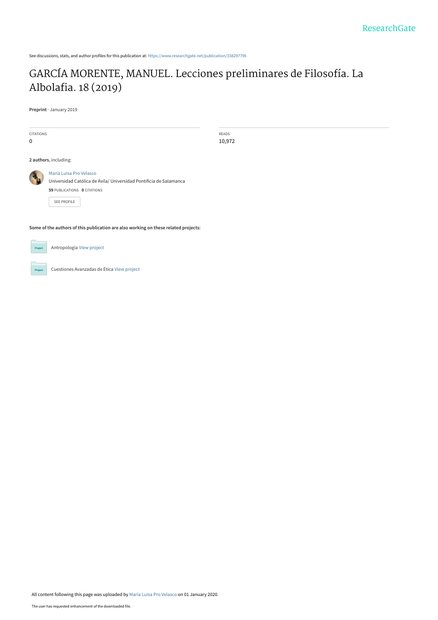 ResearchGate
See discussions, stats, and author profiles for this publication at: https://www.researchgate.net/publication/338297799
GARCÍA MORENTE, MANUEL. Lecciones preliminares de Filosofía. La
Albolafia. 18 (2019)
Preprint · January 2019
CITATIONS
0
READS
10,972
2 authors, including:
Maria Luisa Pro Velasco
Universidad Católica de Ávila/ Universidad Pontificia de Salamanca
59 PUBLICATIONS 0 CITATIONS
SEE PROFILE
Some of the authors of this publication are also working on these related projects:
Project
Antropología View project
Project
Cuestiones Avanzadas de Ética View project
All content following this page was uploaded by Maria Luisa Pro Velasco on 01 January 2020.
The user has requested enhancement of the downloaded file.